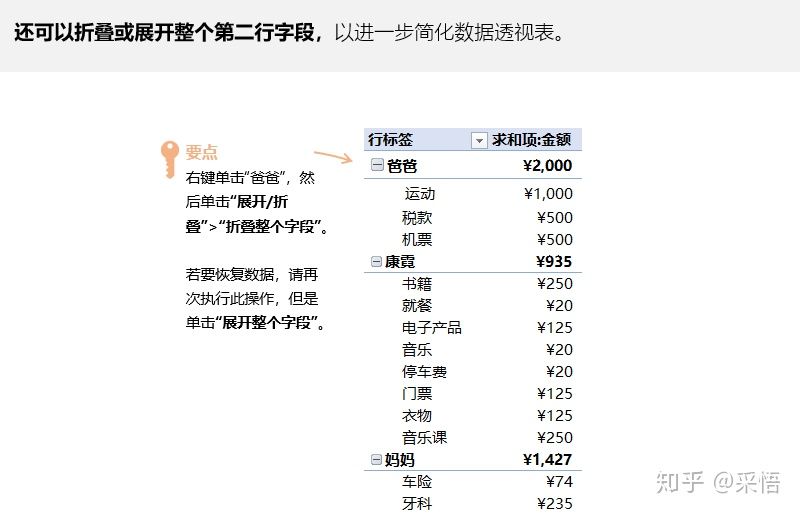 还可以折叠或展开整个第二行字段，以进一步简化数据透视表。
要点
右键单击“爸爸”，然
后单击“展开/折
叠”>“折叠整个字段”。
若要恢复数据，请再
次执行此操作，但是
单击“展开整个字段”。
行标签 求和项:金额
爸爸 ¥2,000
运动 ¥1,000
税款 ¥500
机票 ¥500
康霓 ¥935
书籍 ¥250
就餐 ¥20
电子产品 ¥125
音乐 ¥20
停车费 ¥20
门票 ¥125
衣物 ¥125
音乐课 ¥250
妈妈 ¥1,427
车险 ¥74
牙科 ¥235
知乎 @采悟